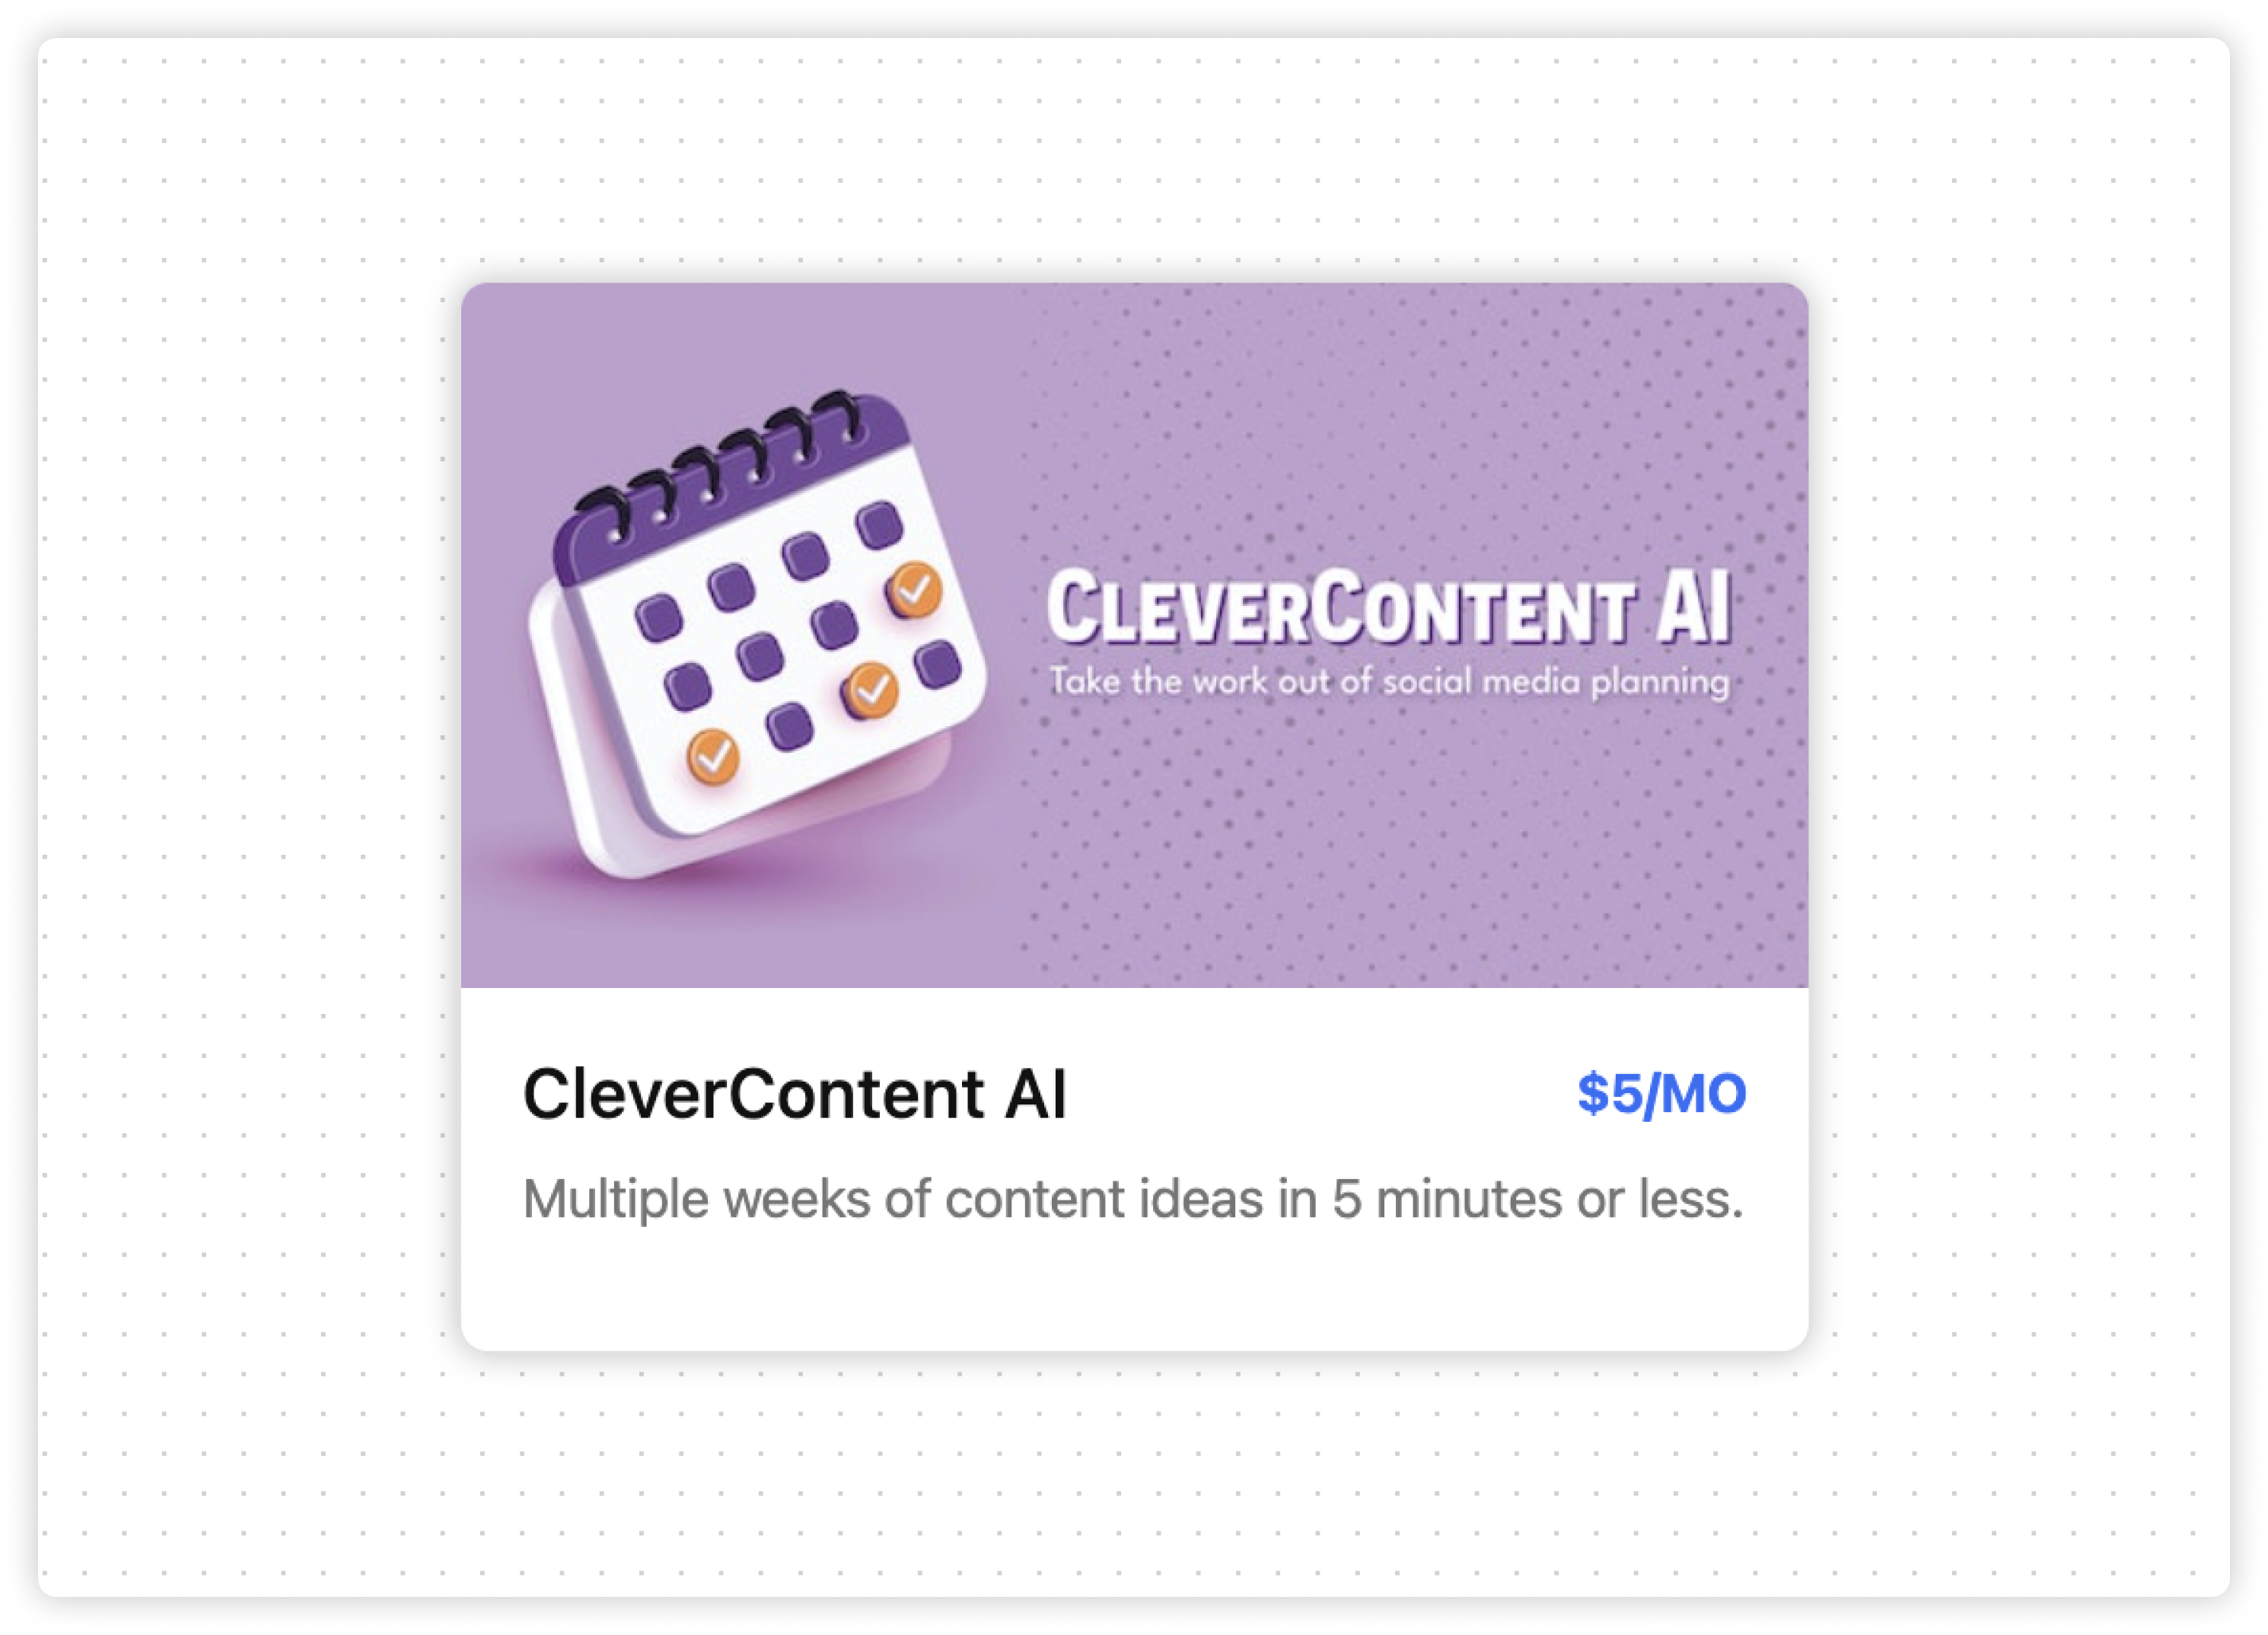 CLEVERCONTENT AI
Take the work out of social media planning
CleverContent AI
$5/MO
Multiple weeks of content ideas in 5 minutes or less.